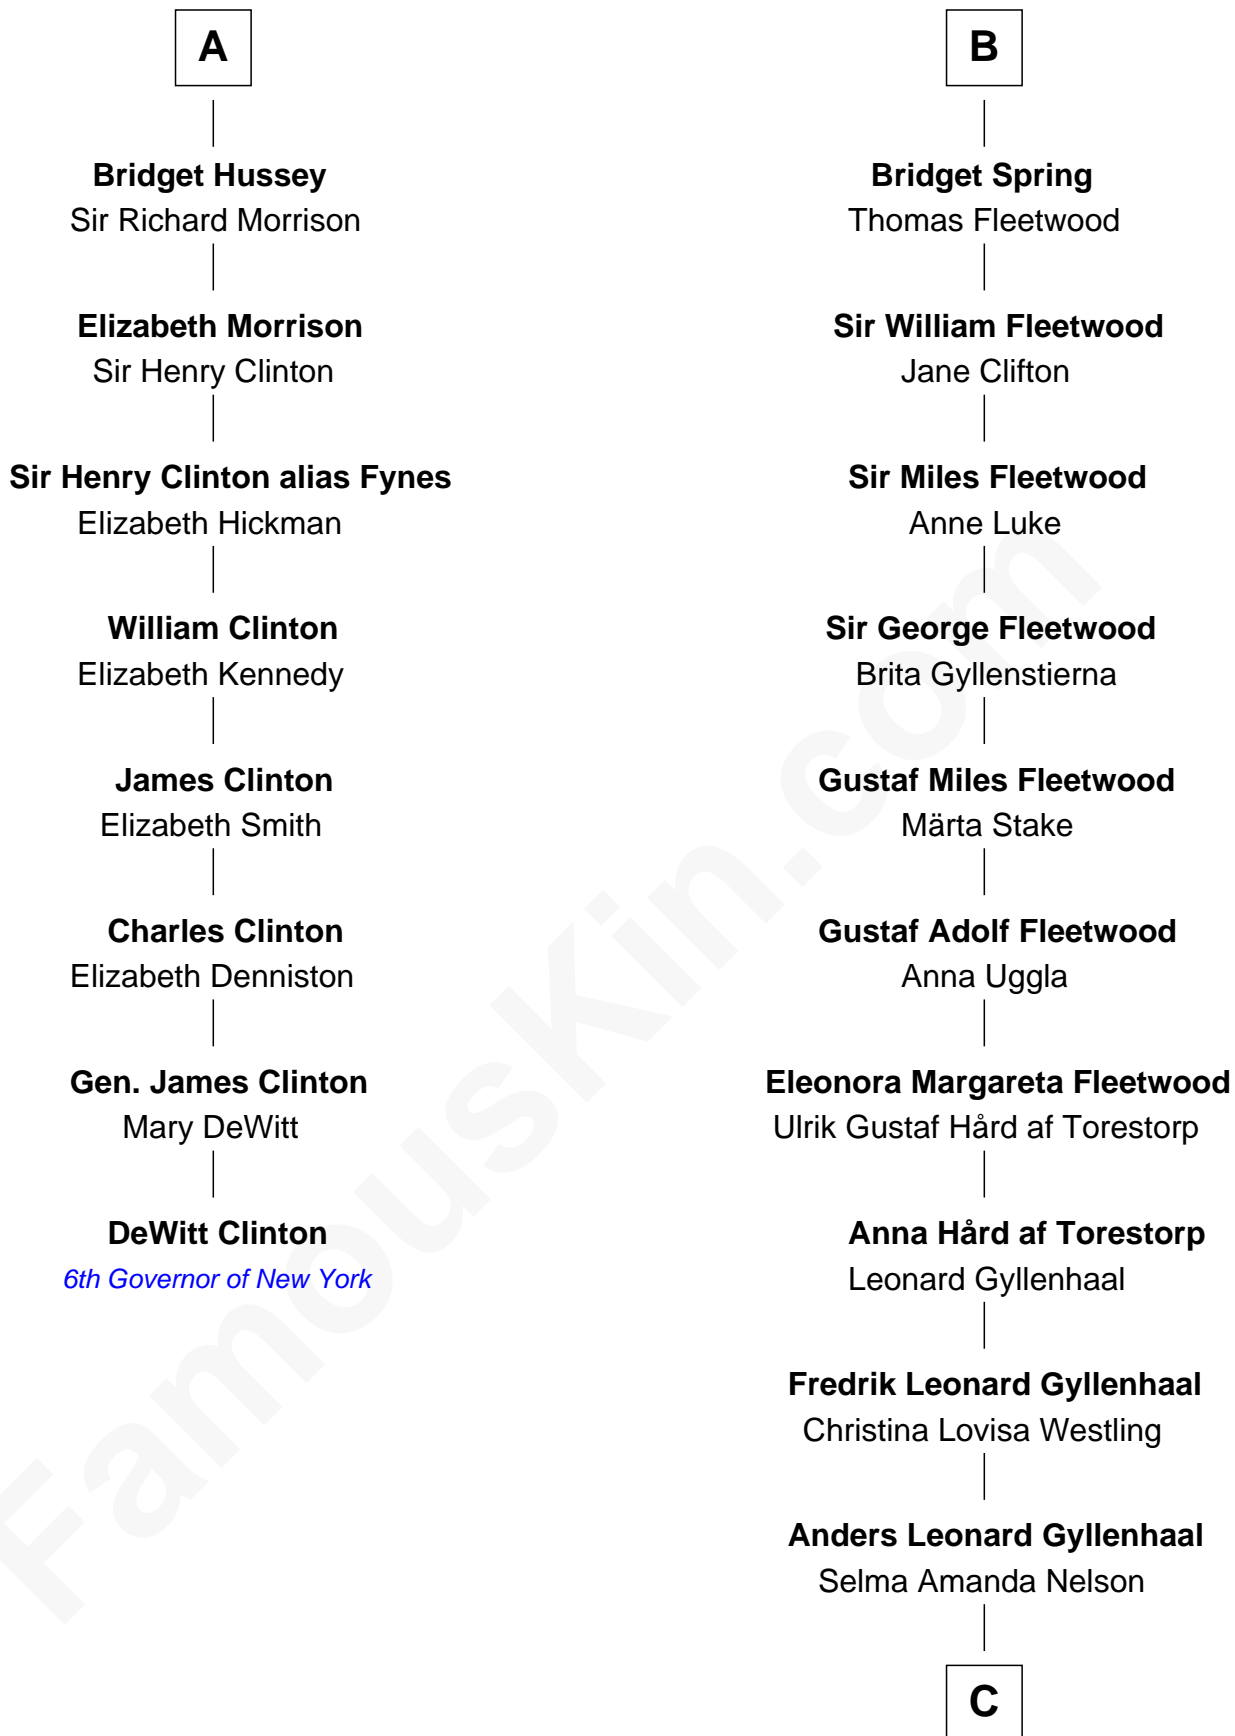 A
Bridget Hussey
Sir Richard Morrison
Elizabeth Morrison
Sir Henry Clinton
Sir Henry Clinton alias Fynes
Elizabeth Hickman
William Clinton
Elizabeth Kennedy
James Clinton
Elizabeth Smith
Charles Clinton
Elizabeth Denniston
Gen. James Clinton
Mary DeWitt
DeWitt Clinton
6th Governor of New York
B
Bridget Spring
Thomas Fleetwood
Sir William Fleetwood
Jane Clifton
Sir Miles Fleetwood
Anne Luke
Sir George Fleetwood
Brita Gyllenstierna
Gustaf Miles Fleetwood
Märta Stake
Gustaf Adolf Fleetwood
Anna Uggla
Eleonora Margareta Fleetwood
Ulrik Gustaf Hård af Torestorp
Anna Hård af Torestorp
Leonard Gyllenhaal
Fredrik Leonard Gyllenhaal
Christina Lovisa Westling
Anders Leonard Gyllenhaal
Selma Amanda Nelson
C
FamousKin.com